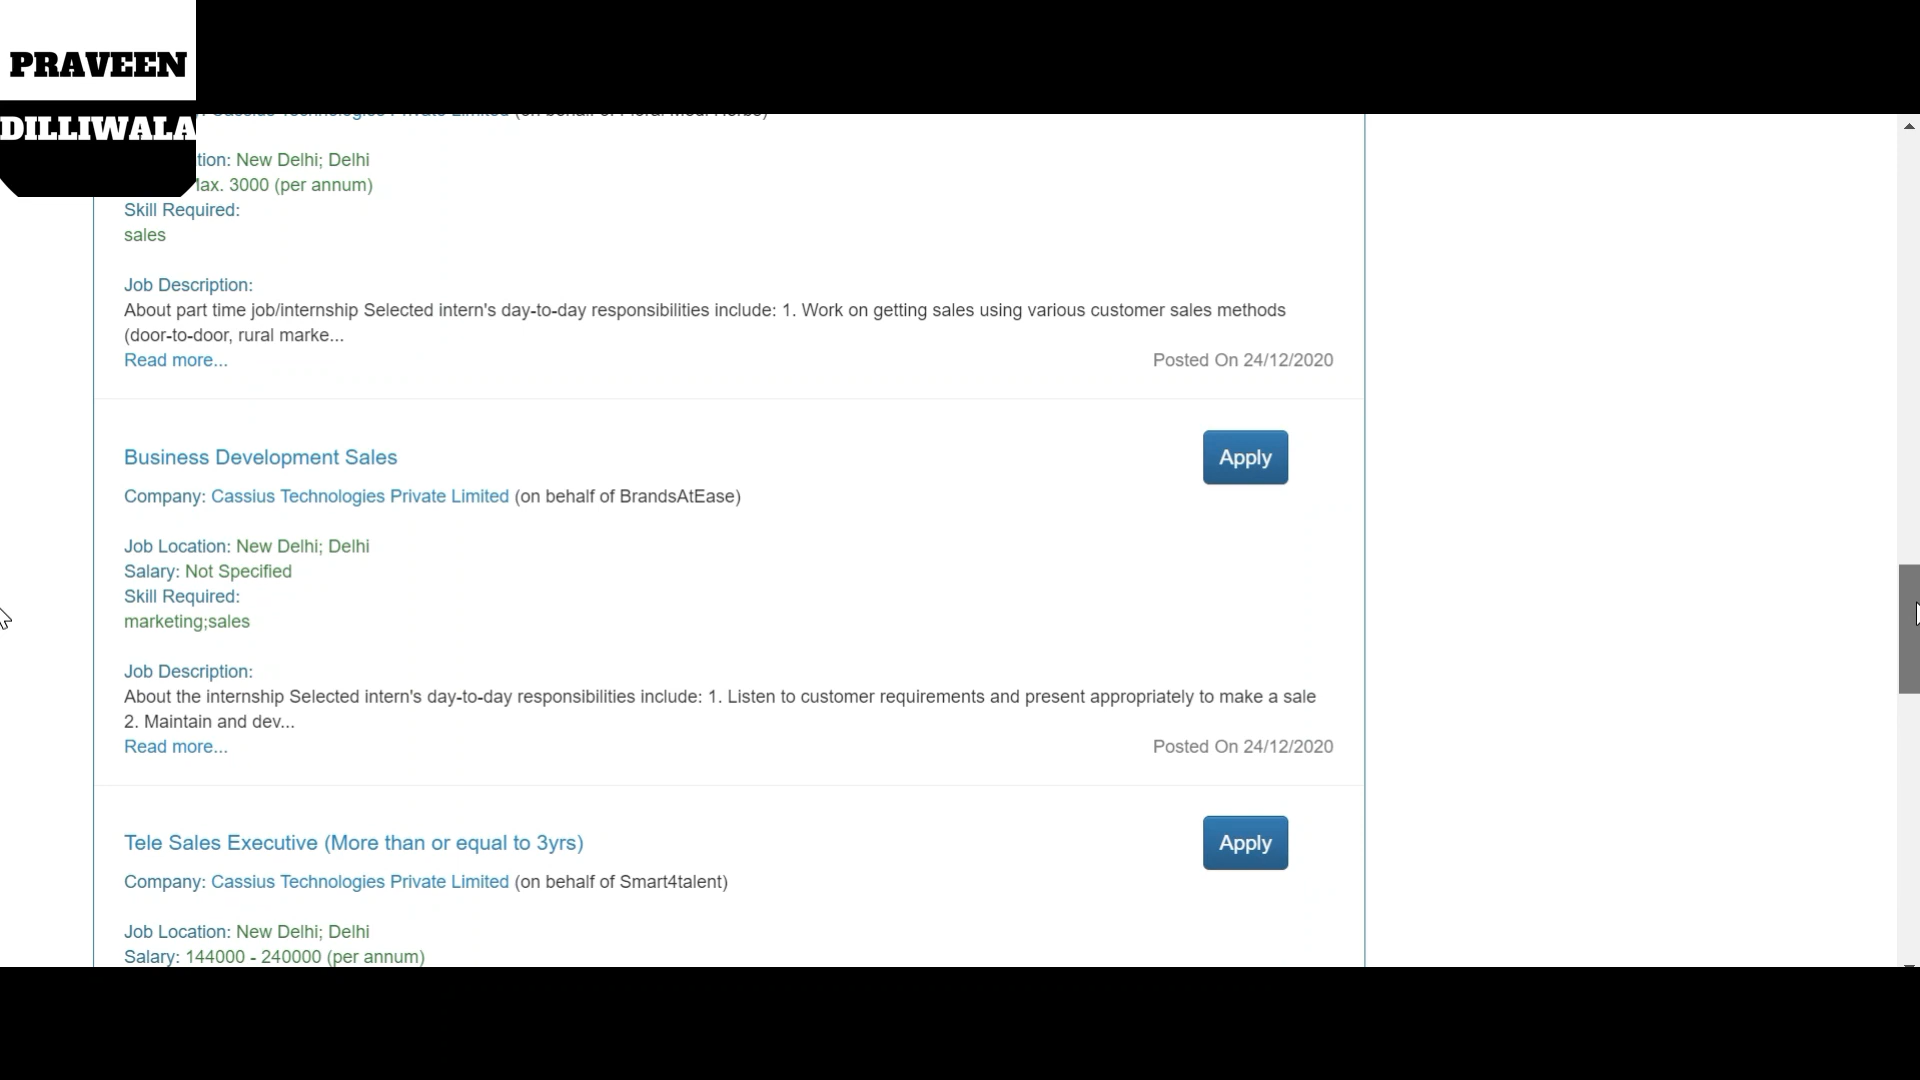 PRAVEEN
DILLIWALA
tion: New Delhi; Delhi
Max. 3000 (per annum)
Skill Required:
sales
Job Description:
About part time job/internship Selected intern's day-to-day responsibilities include: 1. Work on getting sales using various customer sales methods
(door-to-door, rural marke...
Read more...
Posted On 24/12/2020
Business Development Sales
Apply
Company: Cassius Technologies Private Limited (on behalf of BrandsAtEase)
Job Location: New Delhi; Delhi
Salary: Not Specified
Skill Required:
marketing;sales
Job Description:
About the internship Selected intern's day-to-day responsibilities include: 1. Listen to customer requirements and present appropriately to make a sale
2. Maintain and dev...
Read more...
Posted On 24/12/2020
Tele Sales Executive (More than or equal to 3yrs)
Apply
Company: Cassius Technologies Private Limited (on behalf of Smart4talent)
Job Location: New Delhi; Delhi
Salary: 144000 - 240000 (per annum)